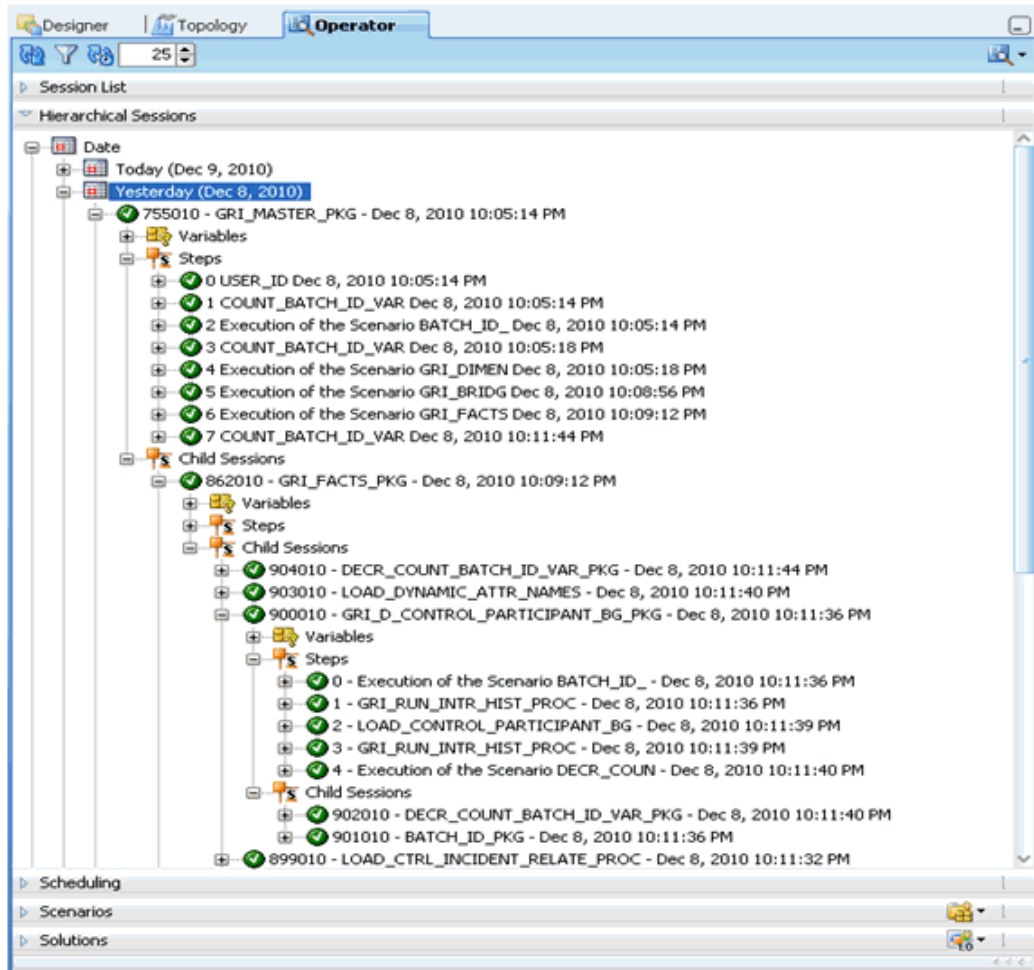 Designer Topology Operator
25
Session List
Hierarchical Sessions
Date
Today (Dec 9, 2010)
Yesterday (Dec 8, 2010)
755010 - GRI_MASTER_PKG - Dec 8, 2010 10:05:14 PM
Variables
Steps
0 USER_ID Dec 8, 2010 10:05:14 PM
1 COUNT_BATCH_ID_VAR Dec 8, 2010 10:05:14 PM
2 Execution of the Scenario BATCH_ID_ Dec 8, 2010 10:05:14 PM
3 COUNT_BATCH_ID_VAR Dec 8, 2010 10:05:18 PM
4 Execution of the Scenario GRI_DIMEN Dec 8, 2010 10:05:18 PM
5 Execution of the Scenario GRI_BRIDG Dec 8, 2010 10:08:56 PM
6 Execution of the Scenario GRI_FACTS Dec 8, 2010 10:09:12 PM
7 COUNT_BATCH_ID_VAR Dec 8, 2010 10:11:44 PM
Child Sessions
862010 - GRI_FACTS_PKG - Dec 8, 2010 10:09:12 PM
Variables
Steps
Child Sessions
904010 - DECR_COUNT_BATCH_ID_VAR_PKG - Dec 8, 2010 10:11:44 PM
903010 - LOAD_DYNAMIC_ATTR_NAMES - Dec 8, 2010 10:11:40 PM
900010 - GRI_D_CONTROL_PARTICIPANT_BG_PKG - Dec 8, 2010 10:11:36 PM
Variables
Steps
0 - Execution of the Scenario BATCH_ID_ - Dec 8, 2010 10:11:36 PM
1 - GRI_RUN_INTR_HIST_PROC - Dec 8, 2010 10:11:36 PM
2 - LOAD_CONTROL_PARTICIPANT_BG - Dec 8, 2010 10:11:39 PM
3 - GRI_RUN_INTR_HIST_PROC - Dec 8, 2010 10:11:39 PM
4 - Execution of the Scenario DECR_COUN - Dec 8, 2010 10:11:40 PM
Child Sessions
902010 - DECR_COUNT_BATCH_ID_VAR_PKG - Dec 8, 2010 10:11:40 PM
901010 - BATCH_ID_PKG - Dec 8, 2010 10:11:36 PM
899010 - LOAD_CTRL_INCIDENT_RELATE_PROC - Dec 8, 2010 10:11:32 PM
Scheduling
Scenarios
Solutions